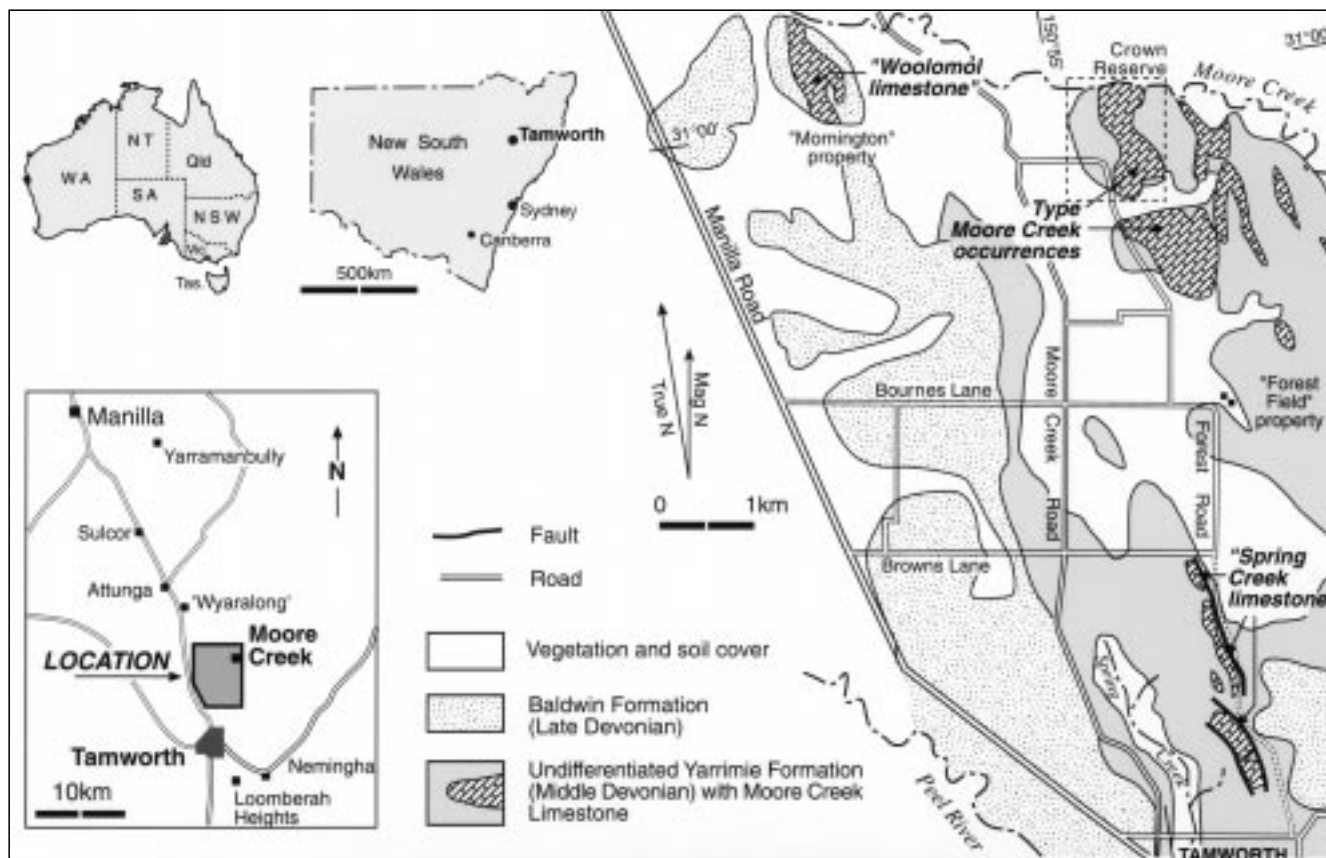 W A
N T
Qld
S A
N S W
Vic.
Tas.
New South
Wales
Tamworth
Sydney
Canberra
500km
Manilla
Yarramanbully
N
Sulcor
Attunga
"Wyaralong"
LOCATION
Moore
Creek
Tamworth
Nemingha
Loomberah
Heights
10km
True N
Mag N
0 1km
Fault
Road
Vegetation and soil cover
Baldwin Formation
(Late Devonian)
Undifferentiated Yarrimie Formation
(Middle Devonian) with Moore Creek
Limestone
"Woolomol
limestone"
31°00'
"Mornington"
property
150°55'
31°00'
Crown
Reserve
Moore Creek
Type
Moore Creek
occurrences
Manilla Road
Bournes Lane
Moore
Creek
Road
Forest
Road
"Forest
Field"
property
Browns Lane
"Spring
Creek
limestone"
Spring
Creek
Peel River
TAMWORTH